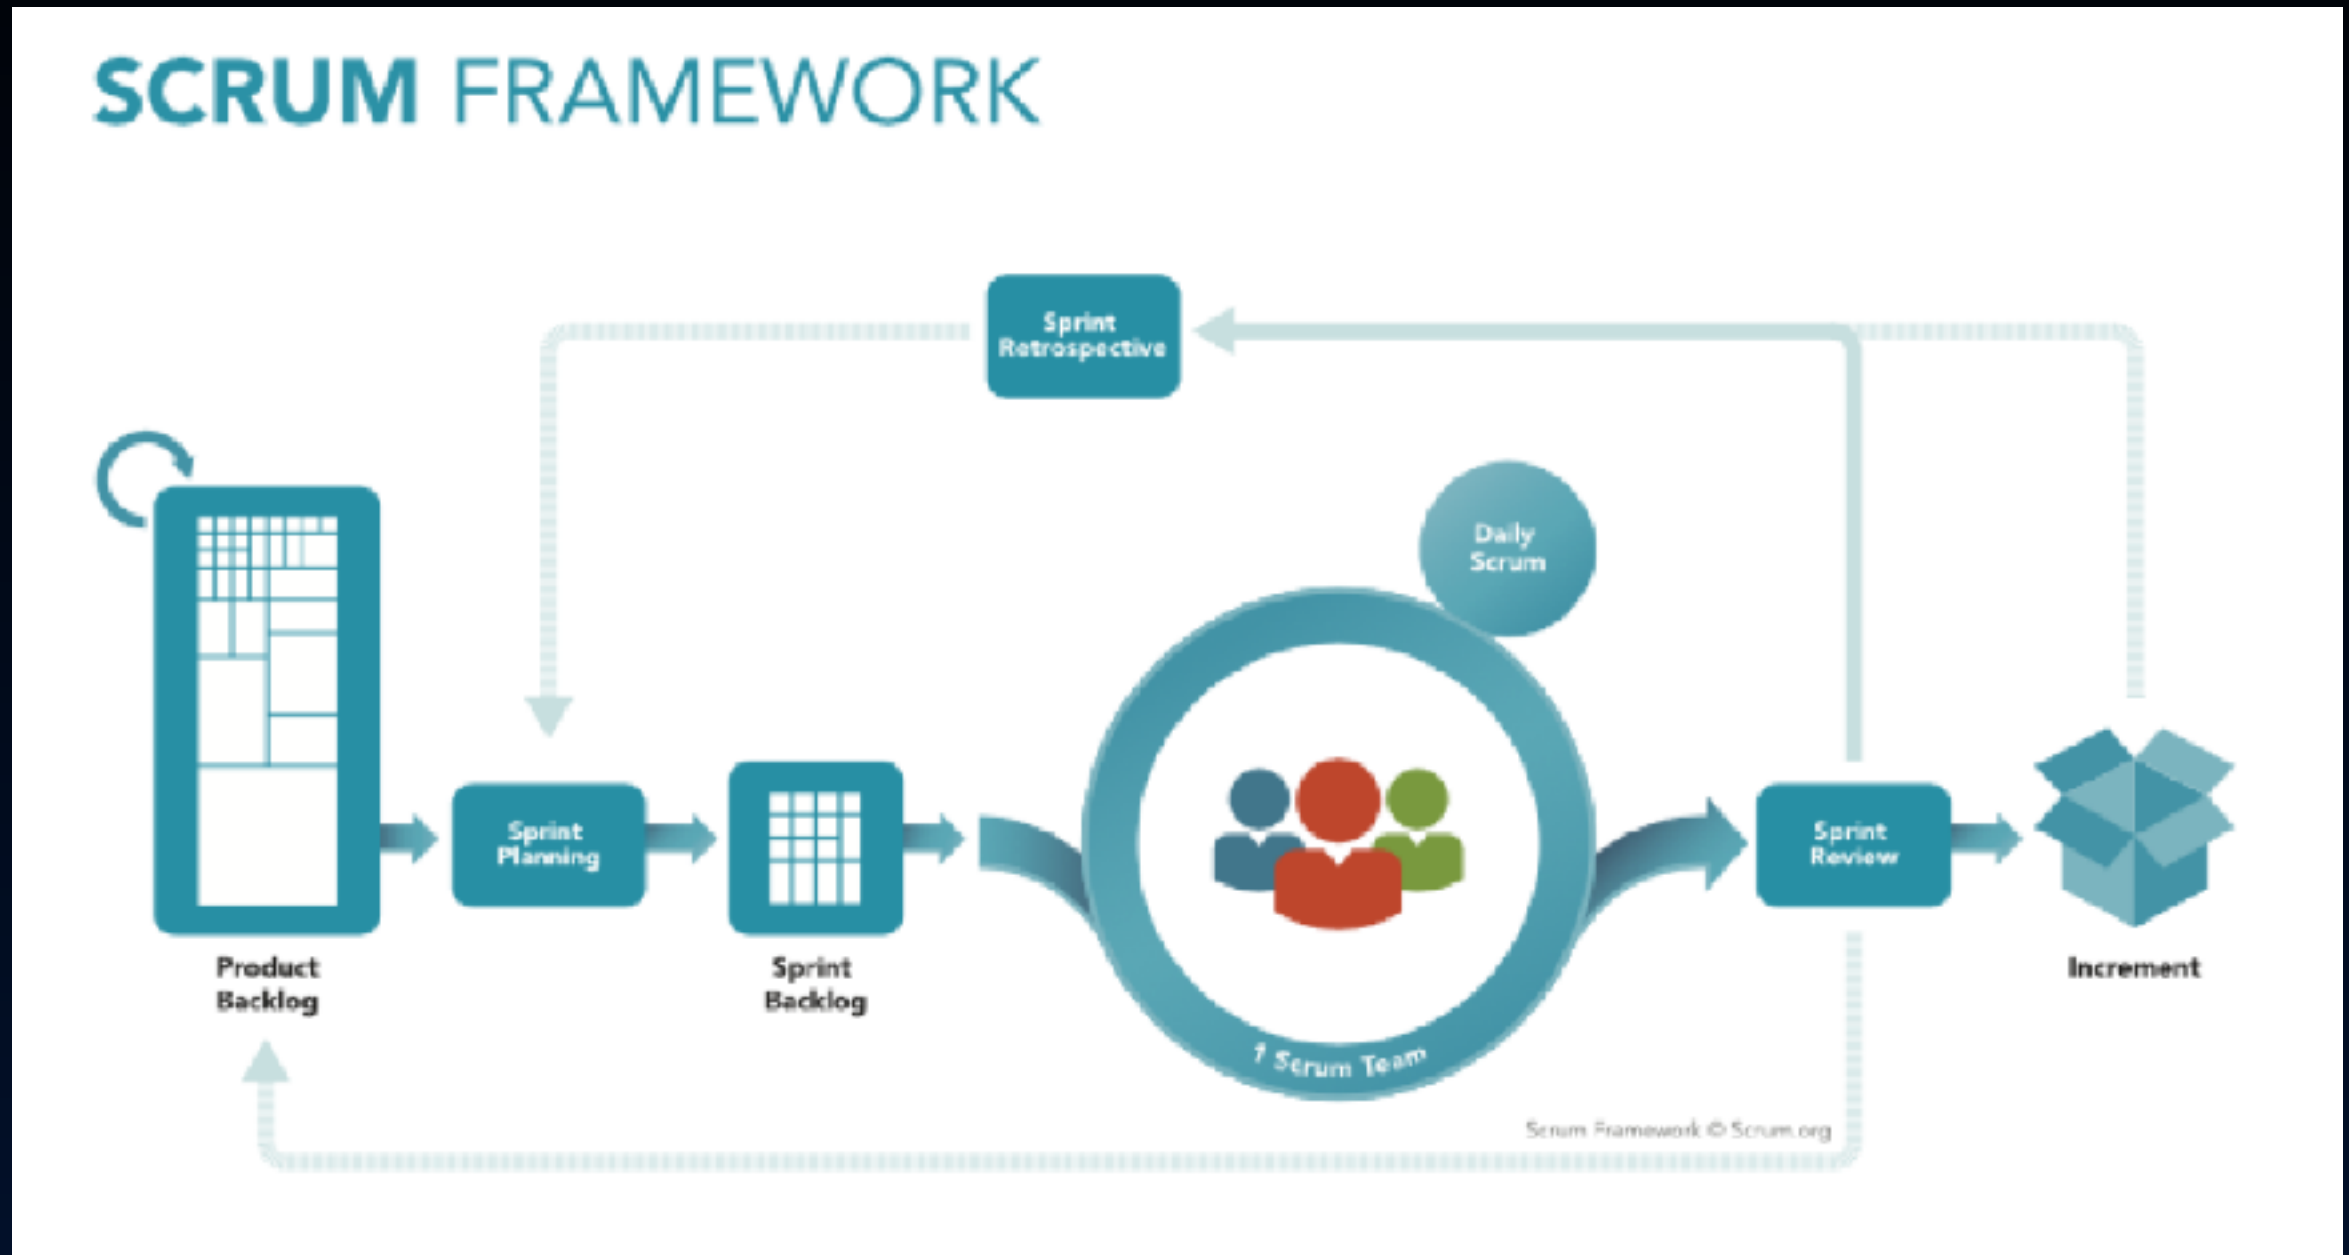 SCRUM FRAMEWORK
Sprint
Retrospective
Daily
Scrum
Sprint
Planning
Sprint
Review
Product
Backlog
Sprint
Backlog
Increment
1 Scrum Team
Scrum Framework © Scrum.org